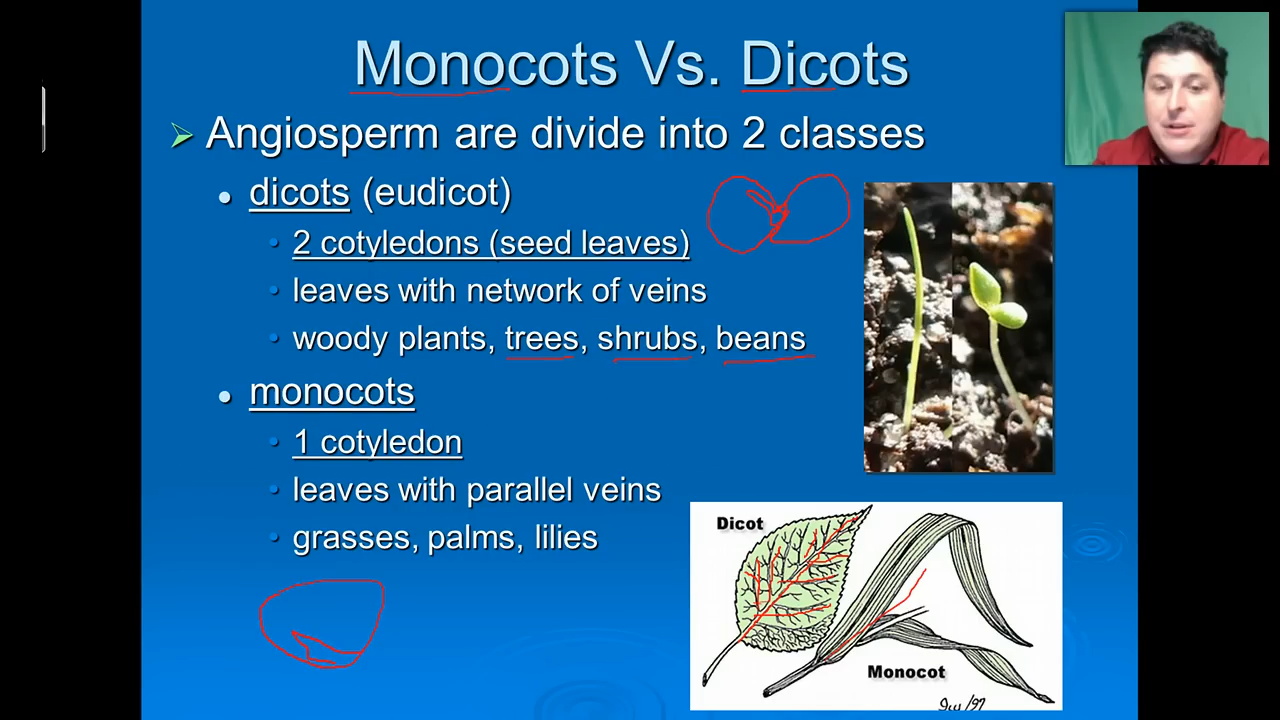 Monocots Vs. Dicots
Angiosperm are divide into 2 classes
dicots (eudicot)
2 cotyledons (seed leaves)
leaves with network of veins
woody plants, trees, shrubs, beans
monocots
1 cotyledon
leaves with parallel veins
grasses, palms, lilies
Dicot
Monocot